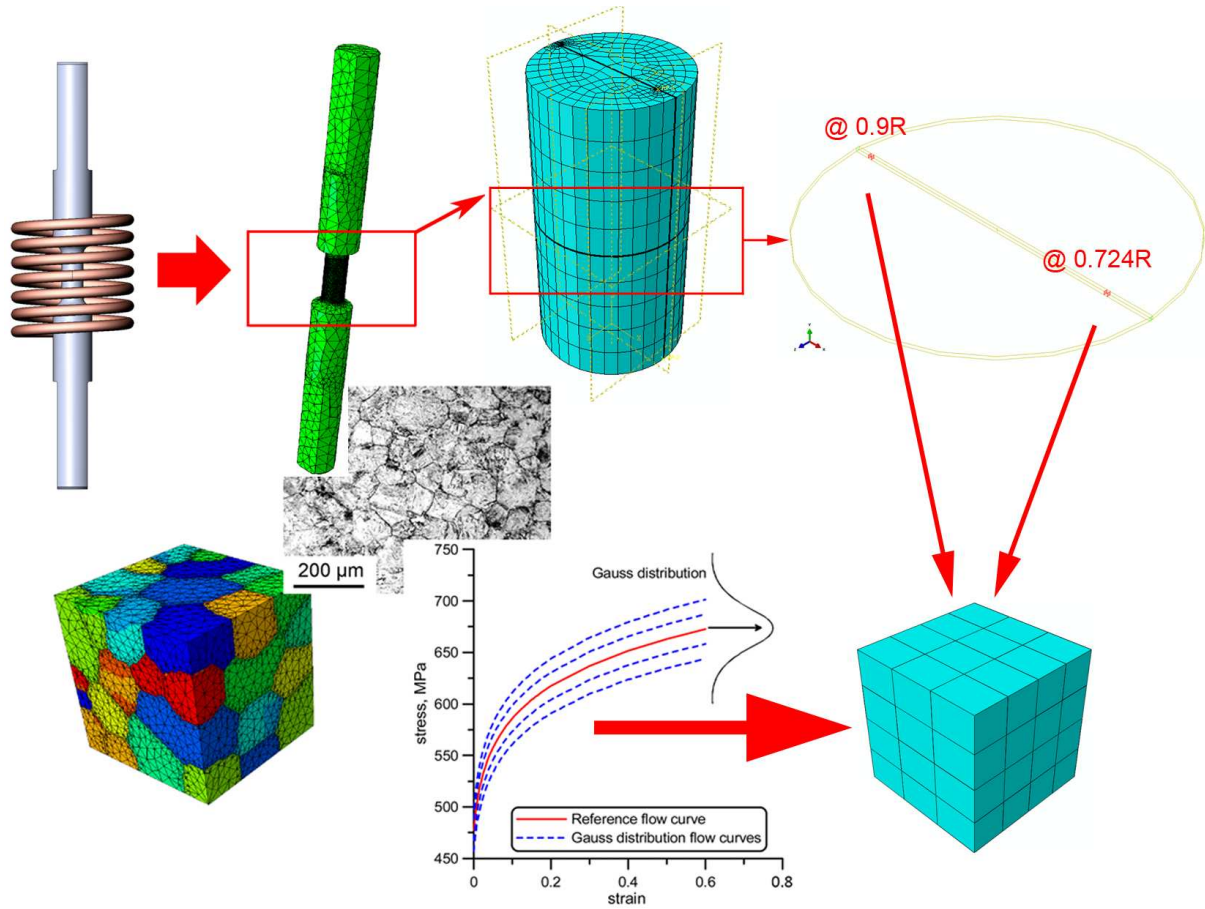 @ 0.9R
@ 0.724R
200 µm
750
700
650
600
550
500
450
stress, MPa
Gauss distribution
Reference flow curve
Gauss distribution flow curves
0
0.2
0.4
0.6
0.8
strain